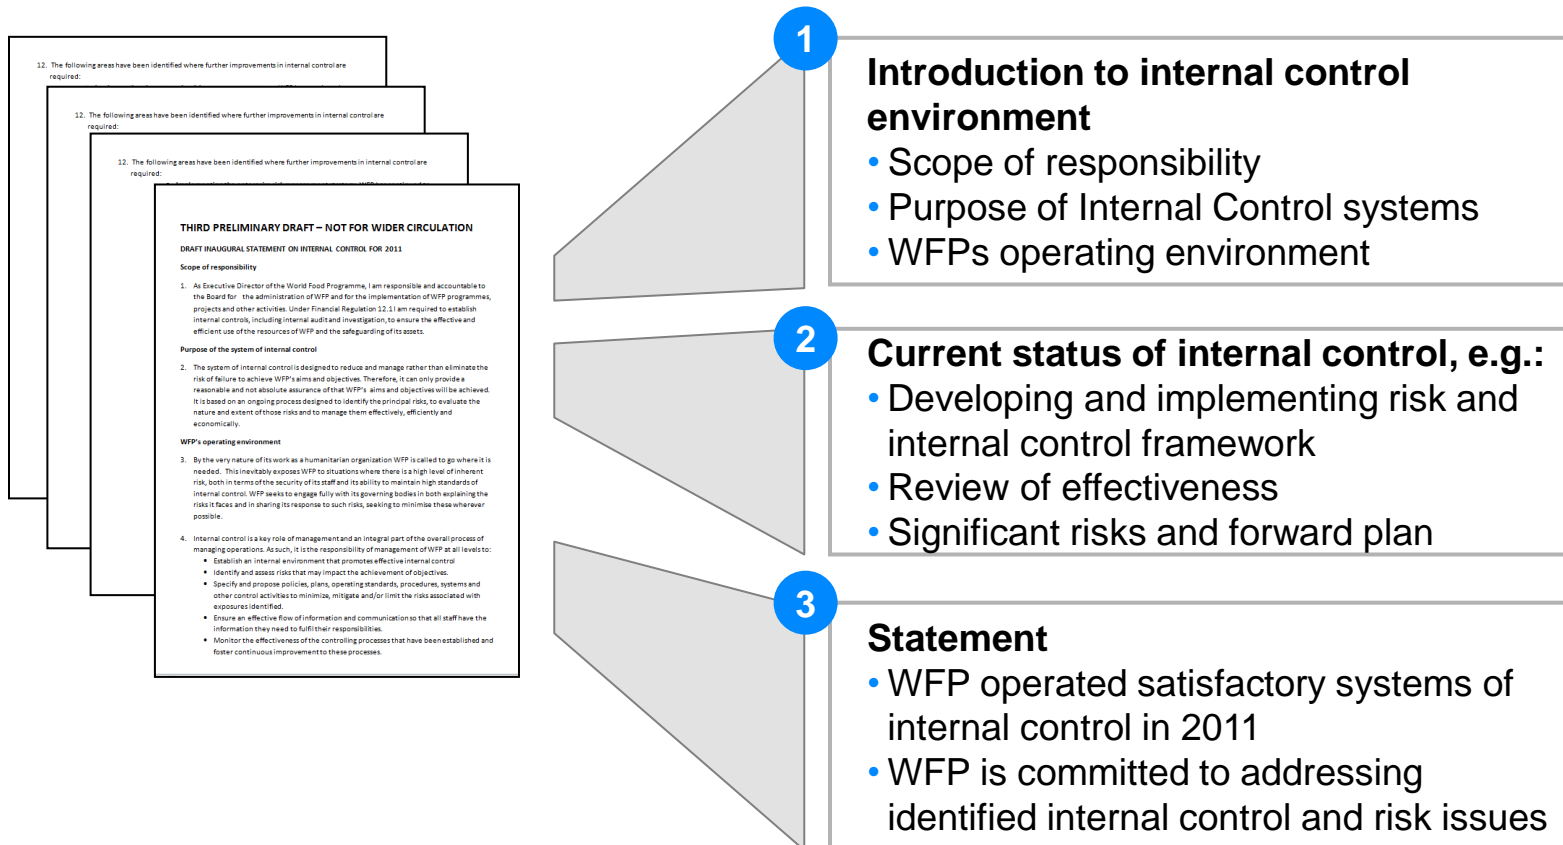 12. The following areas have been identified where further improvements in internal control are
required:
12. The following areas have been identified where further improvements in internal control are
required:
12. The following areas have been identified where further improvements in internal control are
required:
THIRD PRELIMINARY DRAFT – NOT FOR WIDER CIRCULATION
DRAFT INAUGURAL STATEMENT ON INTERNAL CONTROL FOR 2011
Scope of responsibility
1. As Executive Director of the World Food Programme, I am responsible and accountable to
the Board for the administration of WFP and for the implementation of WFP programmes,
projects and other activities. Under Financial Regulation 12.1 I am required to establish
internal controls, including internal audit and investigation, to ensure the effective and
efficient use of the resources of WFP and the safeguarding of its assets.
Purpose of the system of internal control
2. The system of internal control is designed to reduce and manage rather than eliminate the
risk of failure to achieve WFP's aims and objectives. Therefore, it can only provide a
reasonable and not absolute assurance of that WFP's aims and objectives will be achieved.
It is based on an ongoing process designed to identify the principal risks, to evaluate the
nature and extent of those risks and to manage them effectively, efficiently and
economically.
WFP's operating environment
3. By the very nature of its work as a humanitarian organization WFP is called to go where it is
needed. This inevitably exposes WFP to situations where there is a high level of inherent
risk, both in terms of the security of its staff and its ability to maintain high standards of
internal control. WFP seeks to engage fully with its governing bodies in both explaining the
risks it faces and in sharing its response to such risks, seeking to minimise these wherever
possible.
4. Internal control is a key role of management and an integral part of the overall process of
managing operations. As such, it is the responsibility of management of WFP at all levels to:
• Establish an internal environment that promotes effective internal control
• Identify and assess risks that may impact the achievement of objectives.
• Specify and propose policies, plans, operating standards, procedures, systems and
other control activities to minimize, mitigate and/or limit the risks associated with
exposures identified.
• Ensure an effective flow of information and communication so that all staff have the
information they need to fulfil their responsibilities.
• Monitor the effectiveness of the controlling processes that have been established and
foster continuous improvement to these processes.
1
Introduction to internal control
environment
• Scope of responsibility
• Purpose of Internal Control systems
• WFPs operating environment
2
Current status of internal control, e.g.:
• Developing and implementing risk and
internal control framework
• Review of effectiveness
• Significant risks and forward plan
3
Statement
• WFP operated satisfactory systems of
internal control in 2011
• WFP is committed to addressing
identified internal control and risk issues